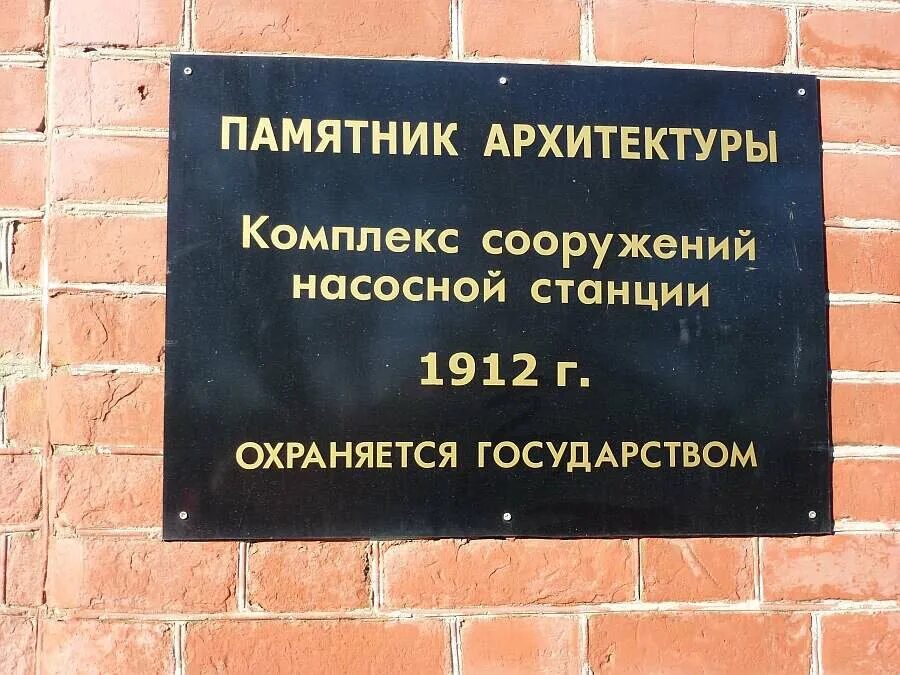 ПАМЯТНИК АРХИТЕКТУРЫ
Комплекс сооружений
насосной станции
1912 г.
ОХРАНЯЕТСЯ ГОСУДАРСТВОМ